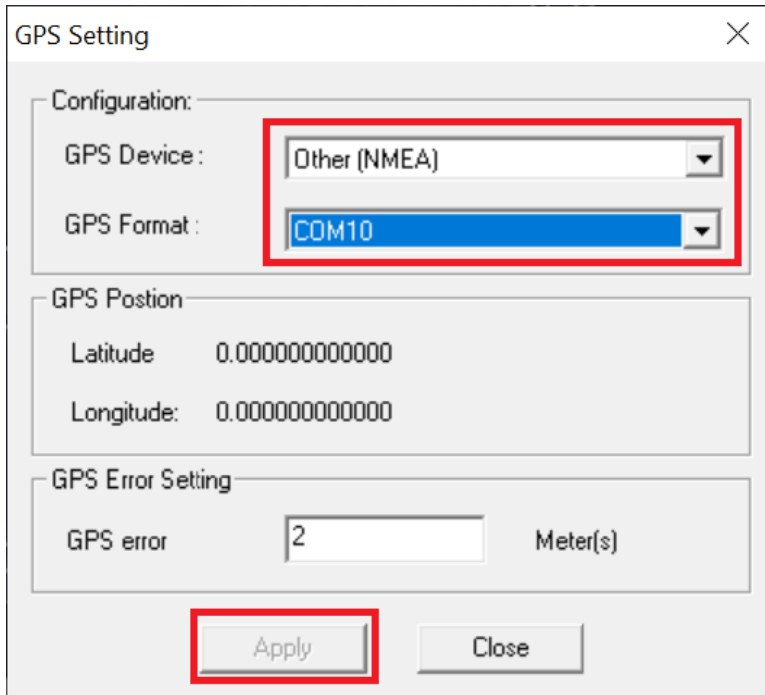 GPS Setting
Configuration:
GPS Device :
Other (NMEA)
GPS Format :
COM10
GPS Postion
Latitude 0.000000000000
Longitude: 0.000000000000
GPS Error Setting
GPS error 2 Meter(s)
Apply Close